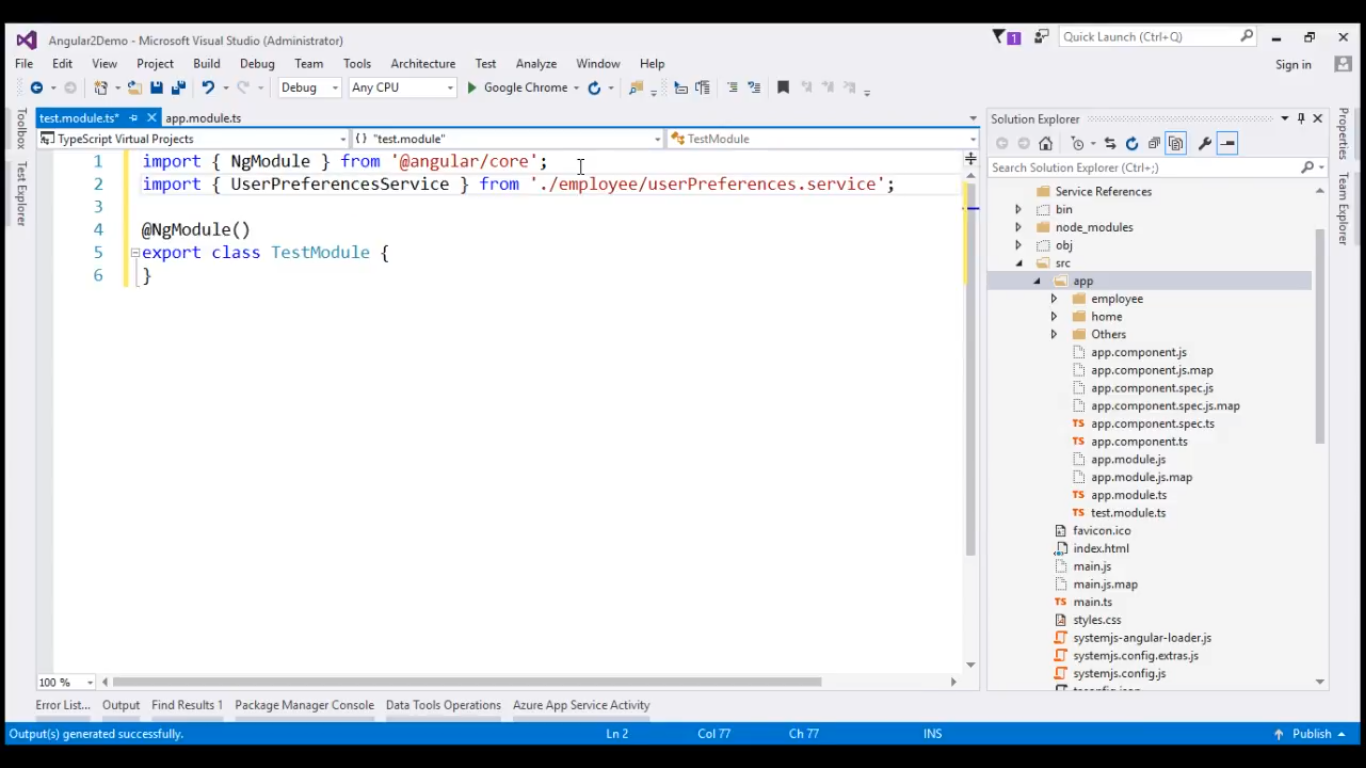 Angular2Demo - Microsoft Visual Studio (Administrator)
1
Quick Launch (Ctrl+Q)
File Edit View Project Build Debug Team Tools Architecture Test Analyze Window Help
Sign in
Debug Any CPU Google Chrome
Toolbox
Test Explorer
test.module.ts* app.module.ts
TypeScript Virtual Projects {} "test.module" TestModule
1 import { NgModule } from '@angular/core';
2 import { UserPreferencesService } from './employee/userPreferences.service';
3
4 @NgModule()
5 export class TestModule {
6 }
100 %
Solution Explorer
Search Solution Explorer (Ctrl+;)
Service References
bin
node_modules
obj
src
app
employee
home
Others
app.component.js
app.component.js.map
app.component.spec.js
app.component.spec.js.map
TS app.component.spec.ts
TS app.component.ts
app.module.js
app.module.js.map
TS app.module.ts
TS test.module.ts
favicon.ico
index.html
main.js
main.js.map
TS main.ts
styles.css
systemjs-angular-loader.js
systemjs.config.extras.js
systemjs.config.js
Properties
Team Explorer
Error List... Output Find Results 1 Package Manager Console Data Tools Operations Azure App Service Activity
Output(s) generated successfully. Ln 2 Col 77 Ch 77 INS Publish